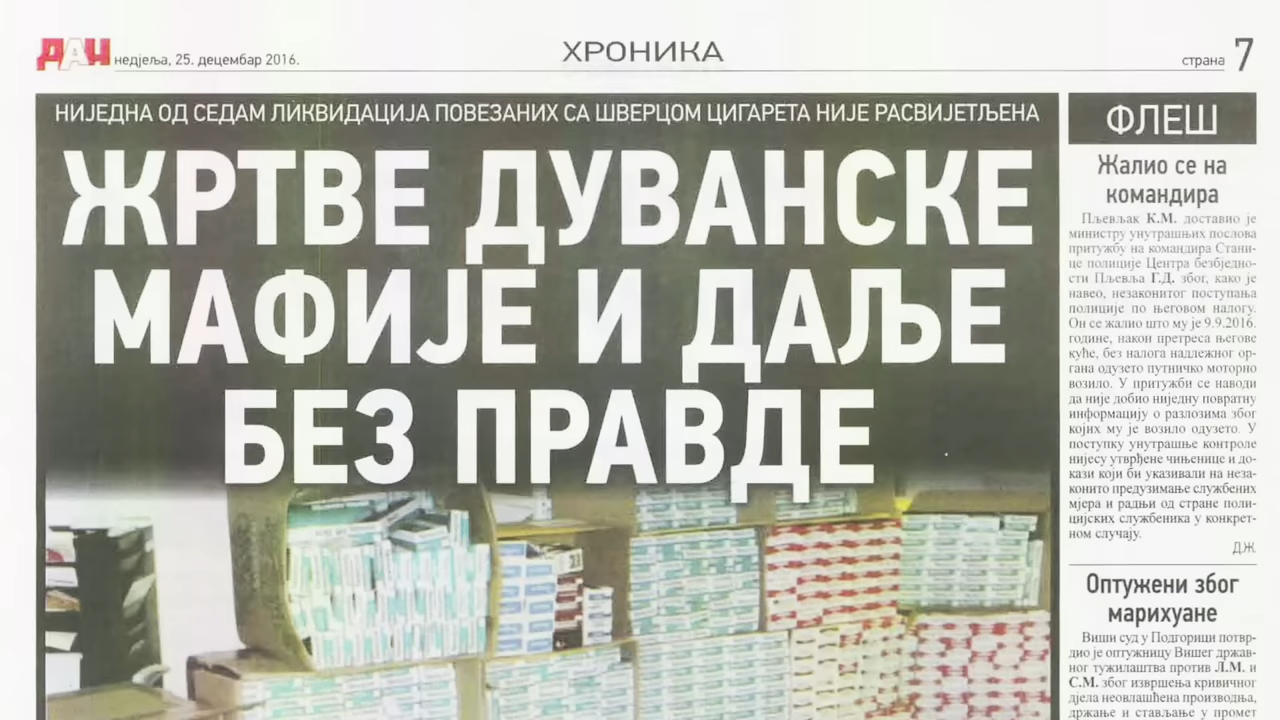 ДАН недјеља, 25. децембар 2016.
ХРОНИКА
страна 7
НИЈЕДНА ОД СЕДАМ ЛИКВИДАЦИЈА ПОВЕЗАНИХ СА ШВЕРЦОМ ЦИГАРЕТА НИЈЕ РАСВИЈЕТЉЕНА
ЖРТВЕ ДУВАНСКЕ
МАФИЈЕ И ДАЉЕ
БЕЗ ПРАВДЕ
ФЛЕШ
Жалио се на
командира
Пљевљак К.М. доставио је
министру унутрашњих послова
притужбу на командира Стани-
це полиције Центра безбједно-
сти Пљевља Г.Д. због, како је
навео, незаконитог поступања
полиције по његовом налогу.
Он се жалио што му је 9.9.2016.
године, након претреса његове
куће, без налога надлежног ор-
гана одузето путничко моторно
возило. У притужби се наводи
да није добио ниједну повратну
информацију о разлозима због
којих му је возило одузето. У
поступку унутрашње контроле
нијесу утврђене чињенице и до-
кази који би указивали на неза-
конито предузимање службених
мјера и радњи од стране поли-
цијских службеника у конкрет-
ном случају.
Д.Ж.
Оптужени због
марихуане
Виши суд у Подгорици потвр-
дио је оптужницу Вишег држав-
ног тужилаштва против Л.М. и
С.М. због извршења кривичног
дјела неовлашћена производња,
држање и стављање у промет